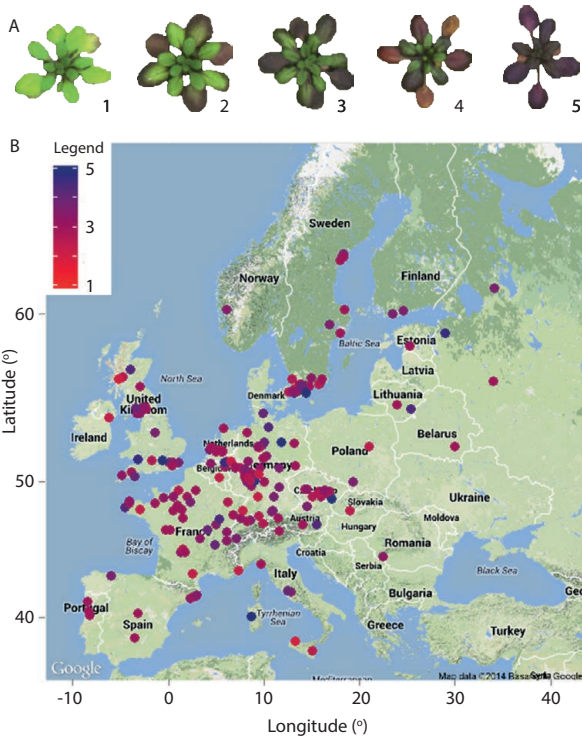 A
1 2 3 4 5
B
Legend
5
3
1
Sweden
Norway
Finland
60
Baltic Sea
Estonia
North Sea
Latvia
Denmark
Lithuania
United
Kingdom
Ireland
Belarus
Netherlands
Poland
Germany
50
Ukraine
Slovakia
Austria
Moldova
Hungary
Bay of
Biscay
Romania
Croatia
Serbia
Black Sea
Italy
Bulgaria
Portugal
Spain
40
Tyrrhenian
Sea
Greece
Turkey
Google
Map data ©2014
Google
Latitude (°)
-10 0 10 20 30 40
Longitude (°)